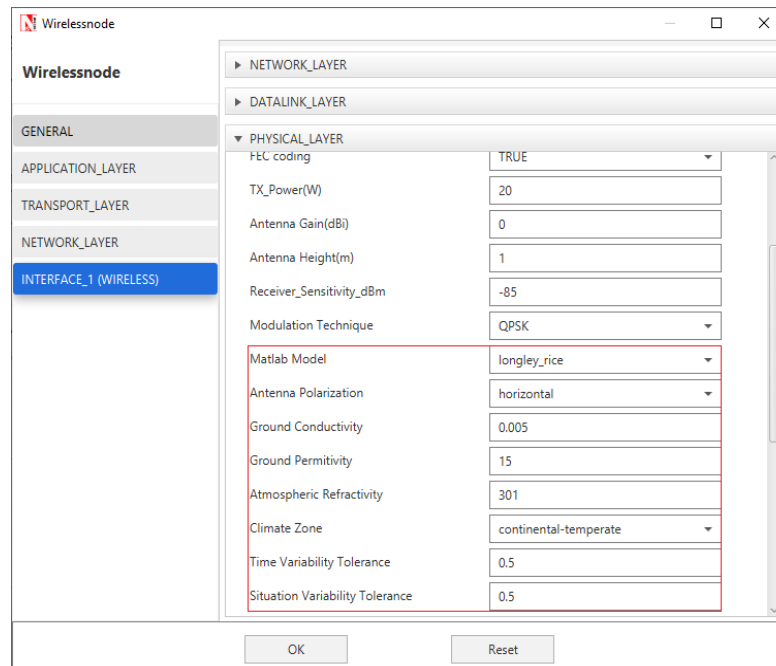 Wirelessnode
Wirelessnode
GENERAL
APPLICATION_LAYER
TRANSPORT_LAYER
NETWORK_LAYER
INTERFACE_1 (WIRELESS)
NETWORK_LAYER
DATALINK_LAYER
PHYSICAL_LAYER
FEC coding TRUE
TX_Power(W) 20
Antenna Gain(dBi) 0
Antenna Height(m) 1
Receiver_Sensitivity_dBm -85
Modulation Technique QPSK
Matlab Model longley_rice
Antenna Polarization horizontal
Ground Conductivity 0.005
Ground Permitivity 15
Atmospheric Refractivity 301
Climate Zone continental-temperate
Time Variability Tolerance 0.5
Situation Variability Tolerance 0.5
OK Reset